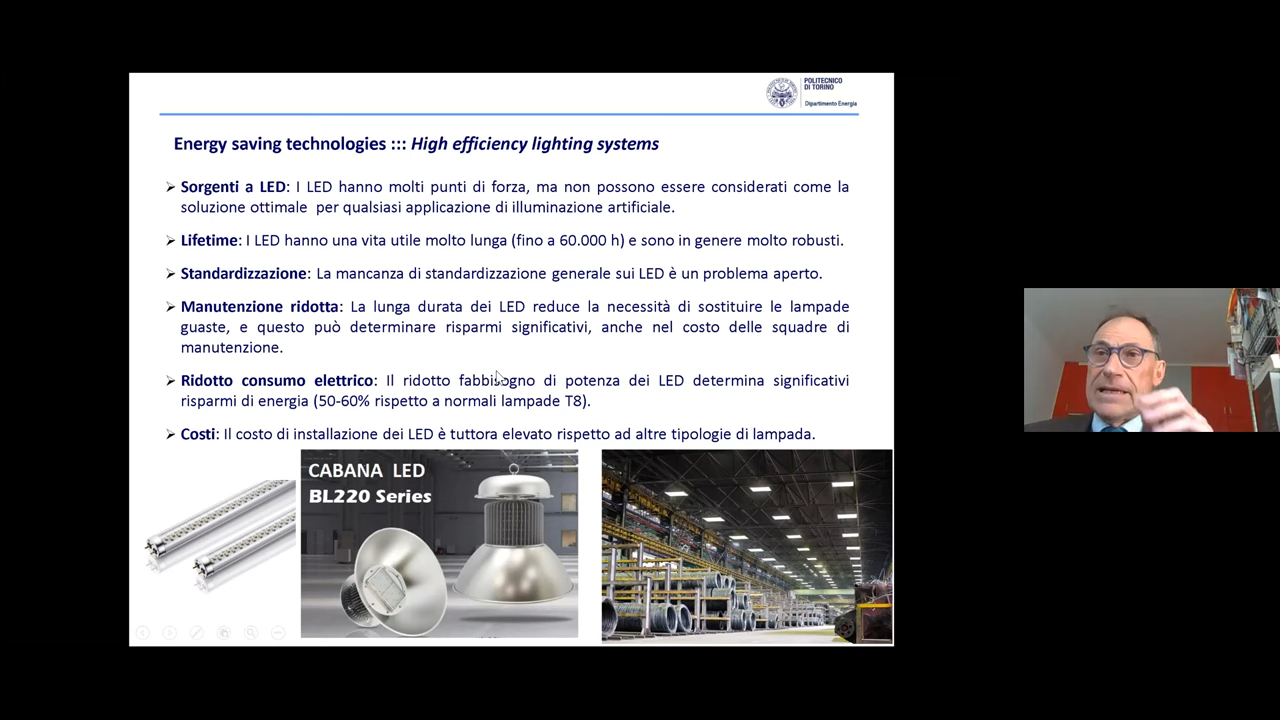 POLITECNICO
DI TORINO
Dipartimento Energia
Energy saving technologies ::: High efficiency lighting systems
➢ Sorgenti a LED: I LED hanno molti punti di forza, ma non possono essere considerati come la
soluzione ottimale per qualsiasi applicazione di illuminazione artificiale.
➢ Lifetime: I LED hanno una vita utile molto lunga (fino a 60.000 h) e sono in genere molto robusti.
➢ Standardizzazione: La mancanza di standardizzazione generale sui LED è un problema aperto.
➢ Manutenzione ridotta: La lunga durata dei LED reduce la necessità di sostituire le lampade
guaste, e questo può determinare risparmi significativi, anche nel costo delle squadre di
manutenzione.
➢ Ridotto consumo elettrico: Il ridotto fabbisogno di potenza dei LED determina significativi
risparmi di energia (50-60% rispetto a normali lampade T8).
➢ Costi: Il costo di installazione dei LED è tuttora elevato rispetto ad altre tipologie di lampada.
CABANA LED
BL220 Series